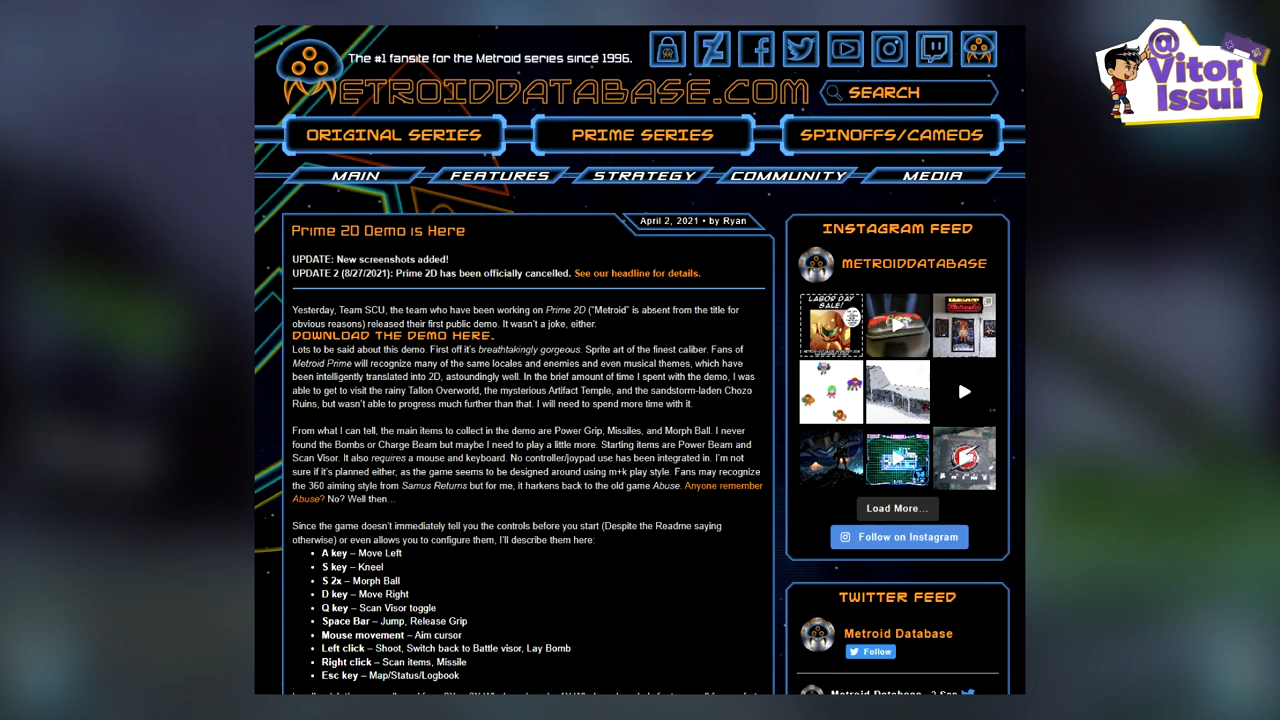 @
Vitor
Issui
The #1 fansite for the Metroid series since 1996.
ETROIDDATABASE.COM
SEARCH
ORIGINAL SERIES
PRIME SERIES
SPINOFFS/CAMEOS
MAIN
FEATURES
STRATEGY
COMMUNITY
MEDIA
April 2, 2021 • by Ryan
Prime 2D Demo is Here
UPDATE: New screenshots added!
UPDATE 2 (8/27/2021): Prime 2D has been officially cancelled. See our headline for details.
Yesterday, Team SCU, the team who have been working on Prime 2D ("Metroid" is absent from the title for
obvious reasons) released their first public demo. It wasn't a joke, either.
DOWNLOAD THE DEMO HERE.
Lots to be said about this demo. First off it's breathtakingly gorgeous. Sprite art of the finest caliber. Fans of
Metroid Prime will recognize many of the same locales and enemies and even musical themes, which have
been intelligently translated into 2D, astoundingly well. In the brief amount of time I spent with the demo, I was
able to get to visit the rainy Tallon Overworld, the mysterious Artifact Temple, and the sandstorm-laden Chozo
Ruins, but wasn't able to progress much further than that. I will need to spend more time with it.
From what I can tell, the main items to collect in the demo are Power Grip, Missiles, and Morph Ball. I never
found the Bombs or Charge Beam but maybe I need to play a little more. Starting items are Power Beam and
Scan Visor. It also requires a mouse and keyboard. No controller/joypad use has been integrated in. I'm not
sure if it's planned either, as the game seems to be designed around using m+k play style. Fans may recognize
the 360 aiming style from Samus Returns but for me, it harkens back to the old game Abuse. Anyone remember
Abuse? No? Well then…
Since the game doesn't immediately tell you the controls before you start (Despite the Readme saying
otherwise) or even allows you to configure them, I'll describe them here:
• A key – Move Left
• S key – Kneel
• S 2x – Morph Ball
• D key – Move Right
• Q key – Scan Visor toggle
• Space Bar – Jump, Release Grip
• Mouse movement – Aim cursor
• Left click – Shoot, Switch back to Battle visor, Lay Bomb
• Right click – Scan items, Missile
• Esc key – Map/Status/Logbook
INSTAGRAM FEED
METROIDDATABASE
LABOR DAY
SALE!
Load More...
Follow on Instagram
TWITTER FEED
Metroid Database
Follow
Metroid Database